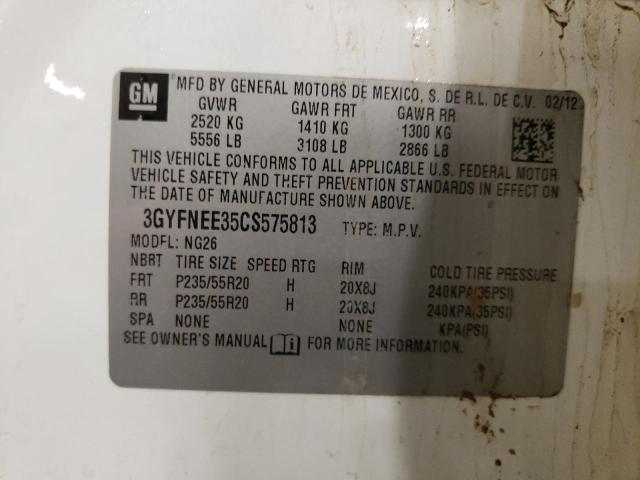 GM
MFD BY GENERAL MOTORS DE MEXICO, S. DE R.L. DE C.V. 02/12
GVWR GAWR FRT GAWR RR
2520 KG 1410 KG 1300 KG
5556 LB 3108 LB 2866 LB
THIS VEHICLE CONFORMS TO ALL APPLICABLE U.S. FEDERAL MOTOR
VEHICLE SAFETY AND THEFT PREVENTION STANDARDS IN EFFECT ON
THE DATE OF MANUFACTURE SHOWN ABOVE.
3GYFNEE35CS575813 TYPE: M.P.V.
MODEL: NG26
NBRT TIRE SIZE SPEED RTG RIM COLD TIRE PRESSURE
FRT P235/55R20 H 20X8J 240KPA(35PSI)
RR P235/55R20 H 20X8J 240KPA(35PSI)
SPA NONE NONE KPA(PSI)
SEE OWNER'S MANUAL i FOR MORE INFORMATION.